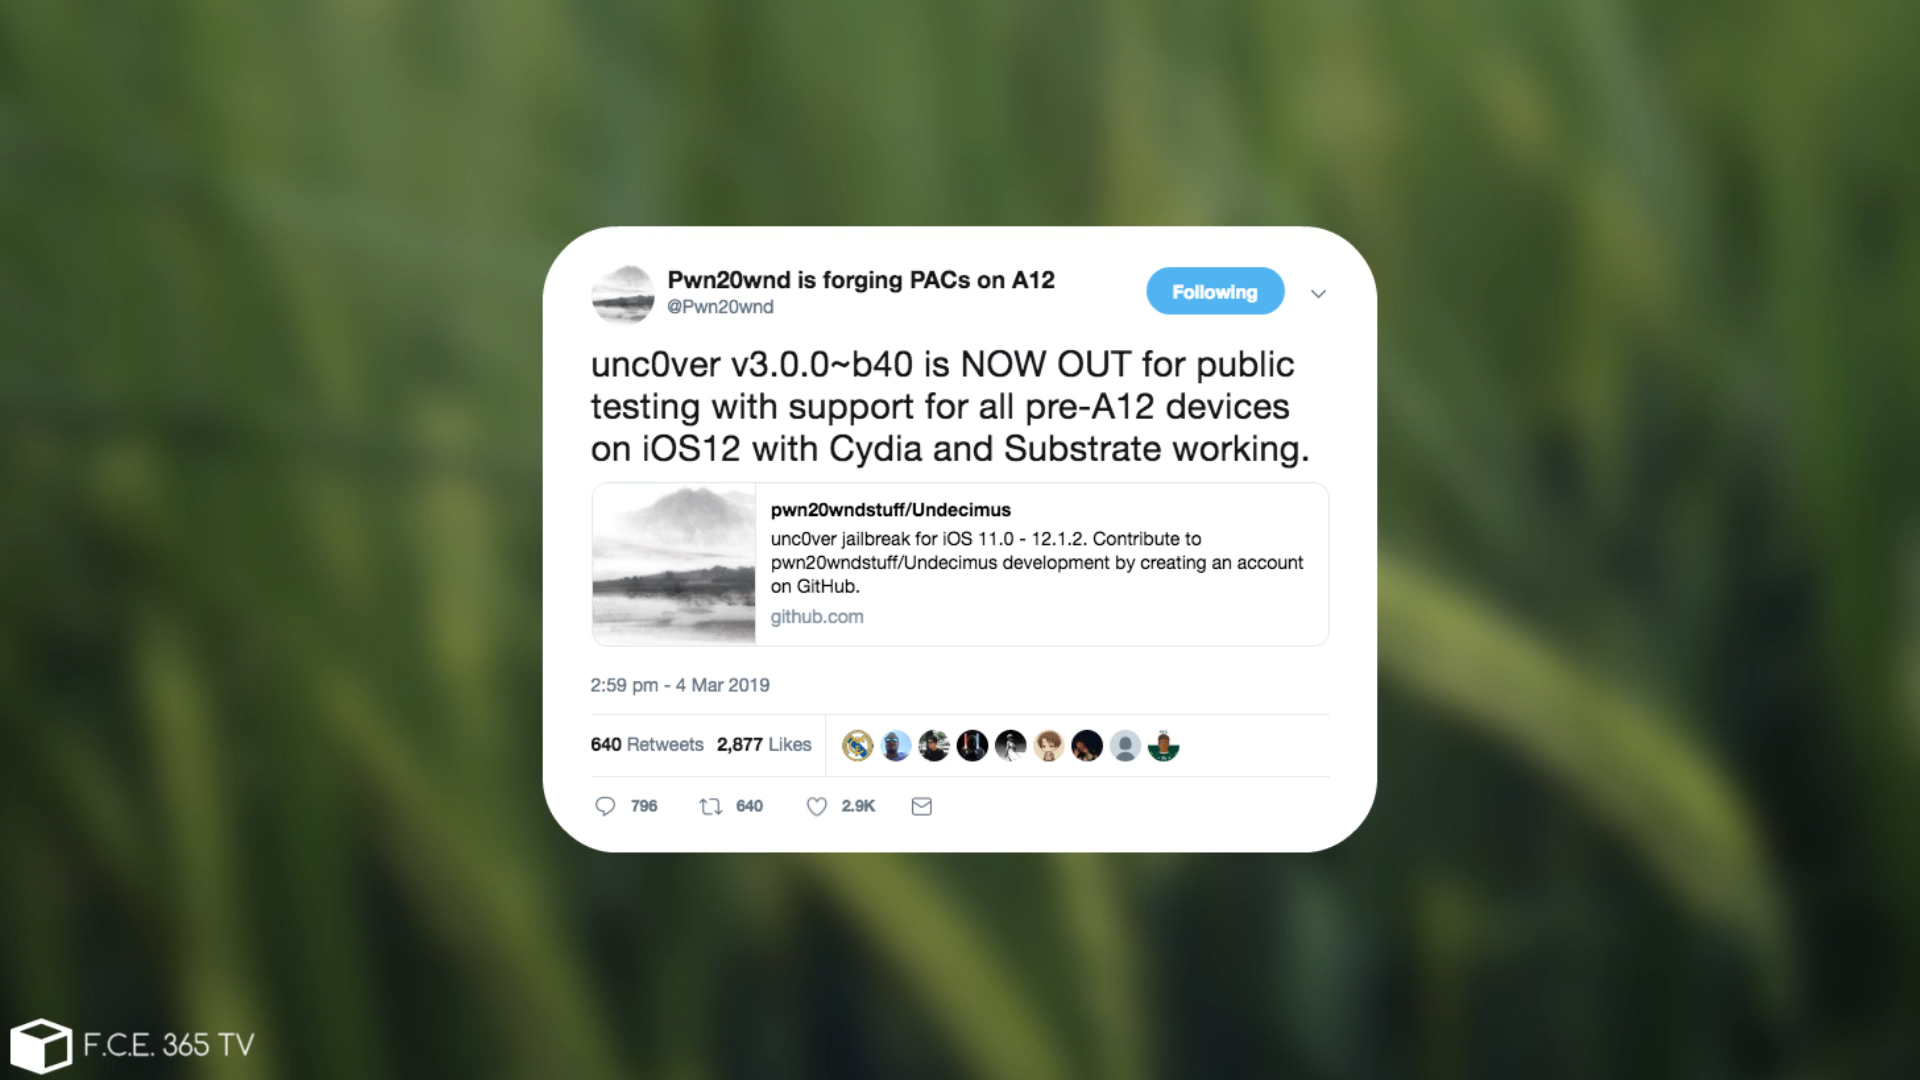 Pwn20wnd is forging PACs on A12
@Pwn20wnd
Following
unc0ver v3.0.0~b40 is NOW OUT for public
testing with support for all pre-A12 devices
on iOS12 with Cydia and Substrate working.
pwn20wndstuff/Undecimus
unc0ver jailbreak for iOS 11.0 - 12.1.2. Contribute to
pwn20wndstuff/Undecimus development by creating an account
on GitHub.
github.com
2:59 pm - 4 Mar 2019
640 Retweets 2,877 Likes
796 640 2.9K
F.C.E. 365 TV